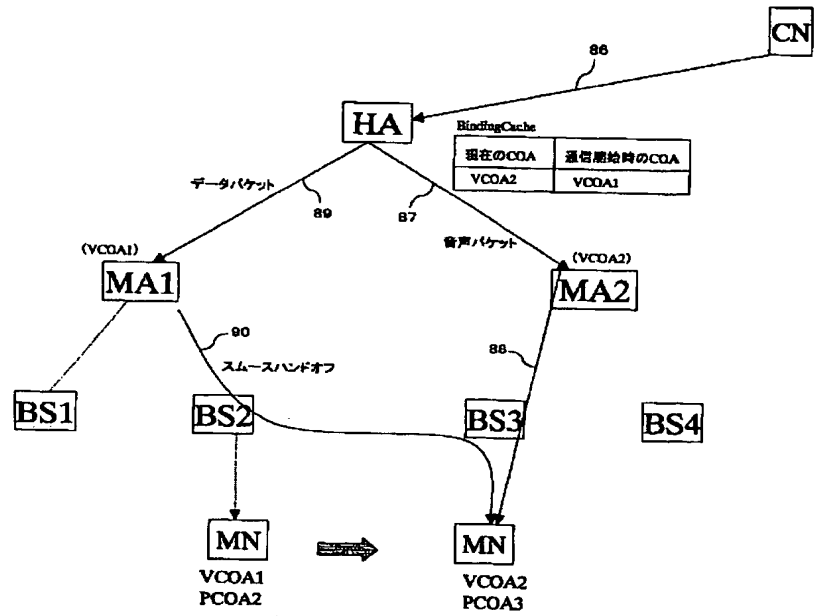 CN
86
HA
BindingCache
現在のCOA 通信開始時のCOA
VCOA2 VCOA1
データパケット
89
87
音声パケット
(VCOA1)
MA1
(VCOA2)
MA2
90
スムースハンドオフ
88
BS1
BS2
BS3
BS4
MN
VCOA1
PCOA2
MN
VCOA2
PCOA3